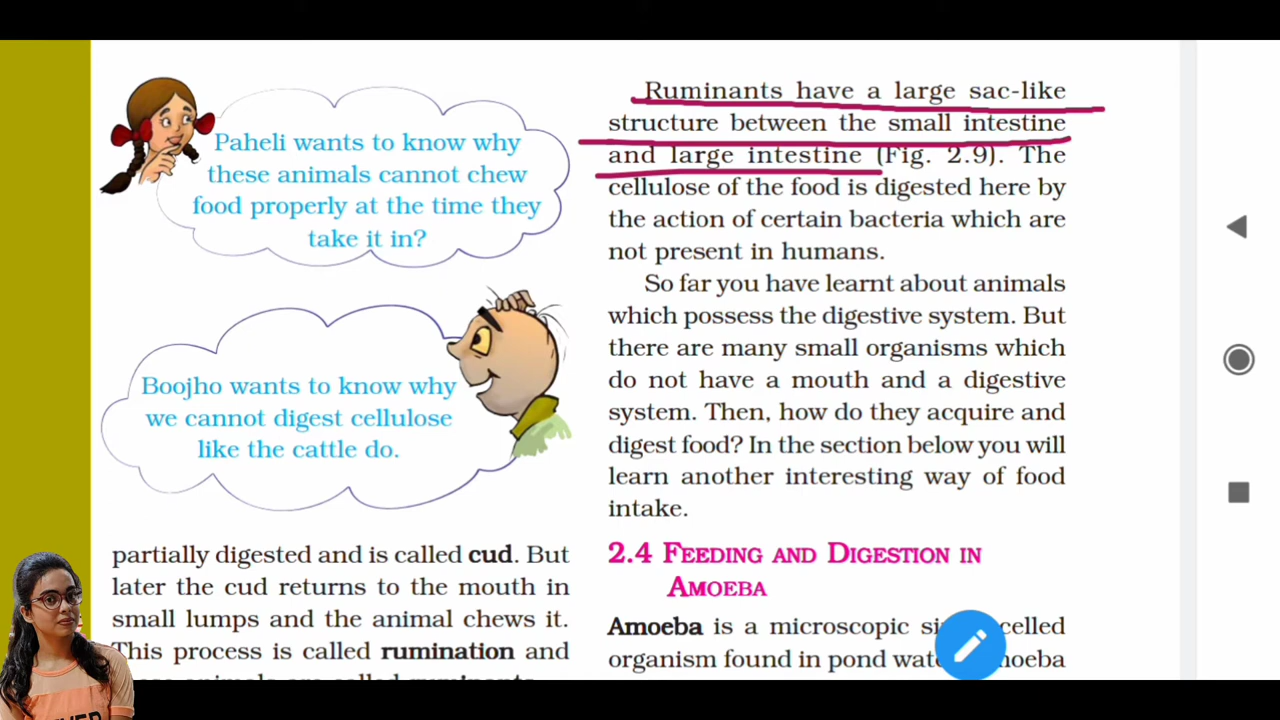 Paheli wants to know why
these animals cannot chew
food properly at the time they
take it in?
Boojho wants to know why
we cannot digest cellulose
like the cattle do.
partially digested and is called cud. But
later the cud returns to the mouth in
small lumps and the animal chews it.
This process is called rumination and
Ruminants have a large sac-like
structure between the small intestine
and large intestine (Fig. 2.9). The
cellulose of the food is digested here by
the action of certain bacteria which are
not present in humans.
So far you have learnt about animals
which possess the digestive system. But
there are many small organisms which
do not have a mouth and a digestive
system. Then, how do they acquire and
digest food? In the section below you will
learn another interesting way of food
intake.
2.4 FEEDING AND DIGESTION IN
AMOEBA
Amoeba is a microscopic celled
organism found in pond